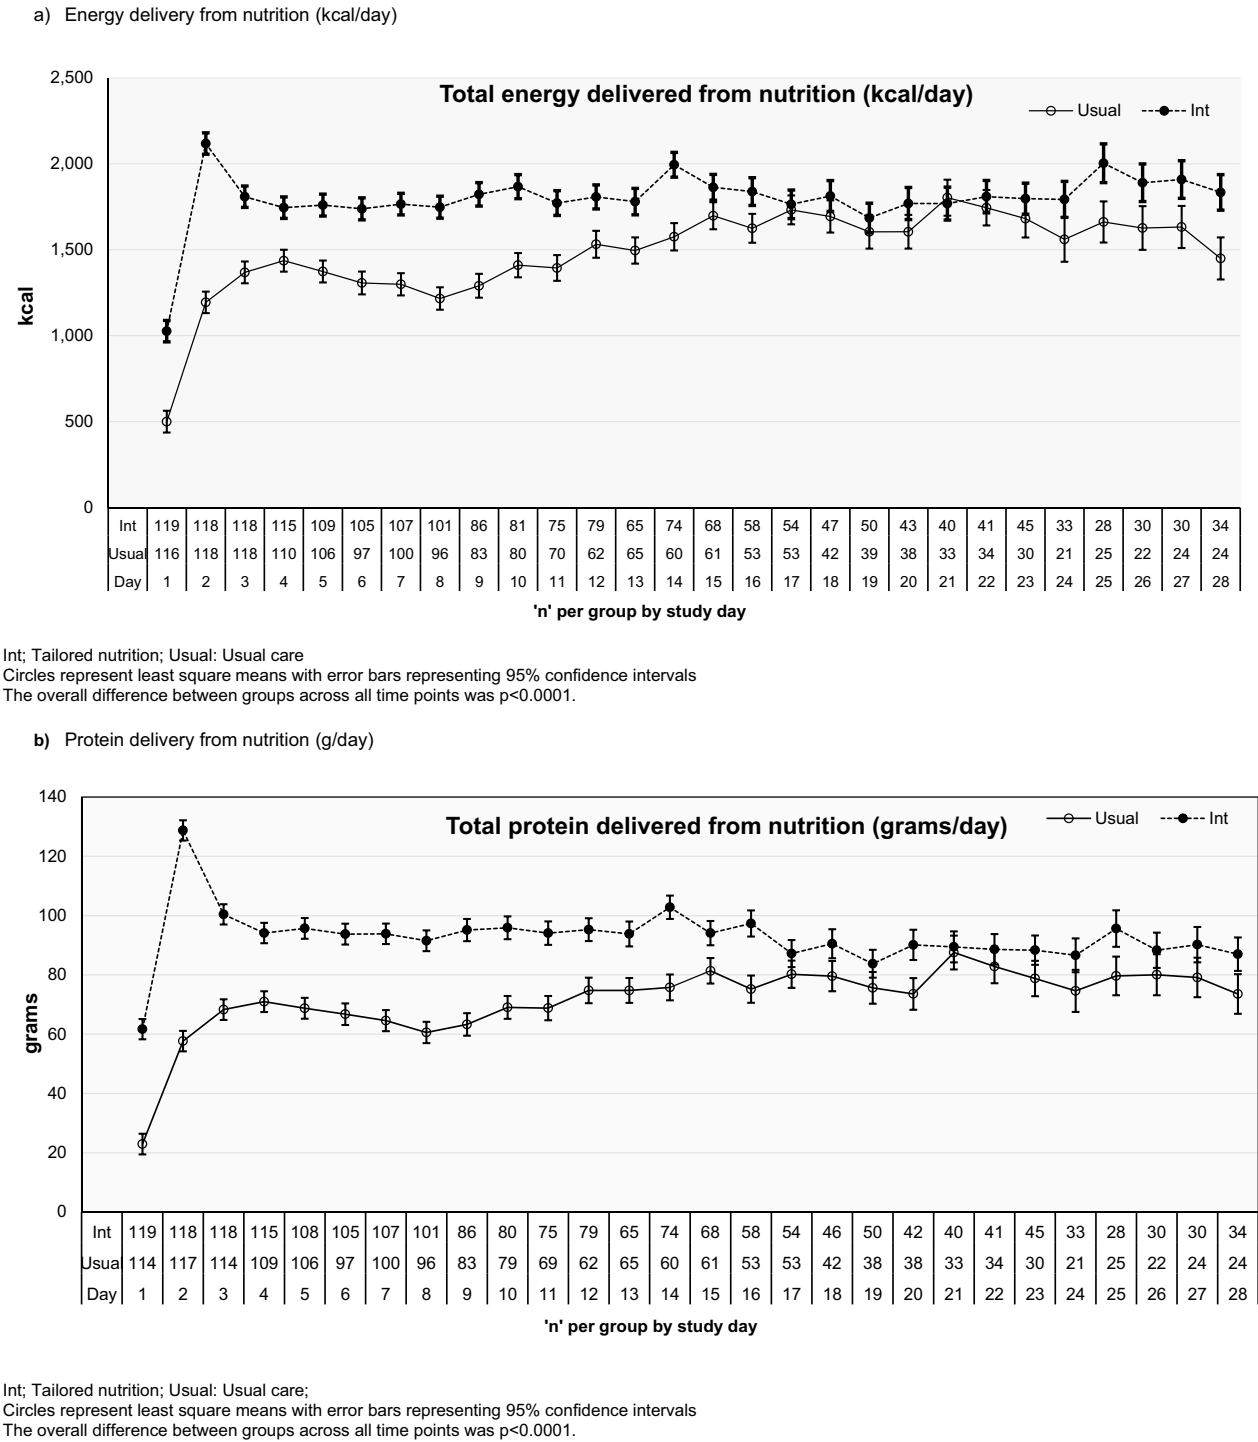 a) Energy delivery from nutrition (kcal/day)
Total energy delivered from nutrition (kcal/day)
Usual Int
2,500
2,000
1,500
1,000
500
0
kcal
Int 119 118 118 115 109 105 107 101 86 81 75 79 65 74 68 58 54 47 50 43 40 41 45 33 28 30 30 34
Usual 116 118 118 110 106 97 100 96 83 80 70 62 65 60 61 53 53 42 39 38 33 34 30 21 25 22 24 24
Day 1 2 3 4 5 6 7 8 9 10 11 12 13 14 15 16 17 18 19 20 21 22 23 24 25 26 27 28
'n' per group by study day
Int; Tailored nutrition; Usual: Usual care
Circles represent least square means with error bars representing 95% confidence intervals
The overall difference between groups across all time points was p<0.0001.
b) Protein delivery from nutrition (g/day)
Total protein delivered from nutrition (grams/day)
Usual Int
140
120
100
80
60
40
20
0
grams
Int 119 118 118 115 108 105 107 101 86 80 75 79 65 74 68 58 54 46 50 42 40 41 45 33 28 30 30 34
Usual 114 117 114 109 106 97 100 96 83 79 69 62 65 60 61 53 53 42 38 38 33 34 30 21 25 22 24 24
Day 1 2 3 4 5 6 7 8 9 10 11 12 13 14 15 16 17 18 19 20 21 22 23 24 25 26 27 28
'n' per group by study day
Int; Tailored nutrition; Usual: Usual care;
Circles represent least square means with error bars representing 95% confidence intervals
The overall difference between groups across all time points was p<0.0001.